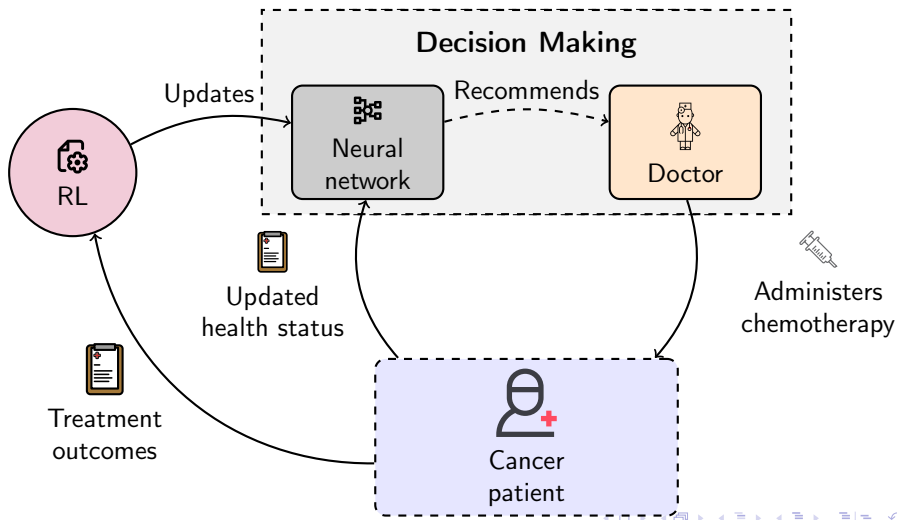 Decision Making
Updates
Recommends
Neural
network
Doctor
RL
Updated
health status
Administers
chemotherapy
Treatment
outcomes
Cancer
patient